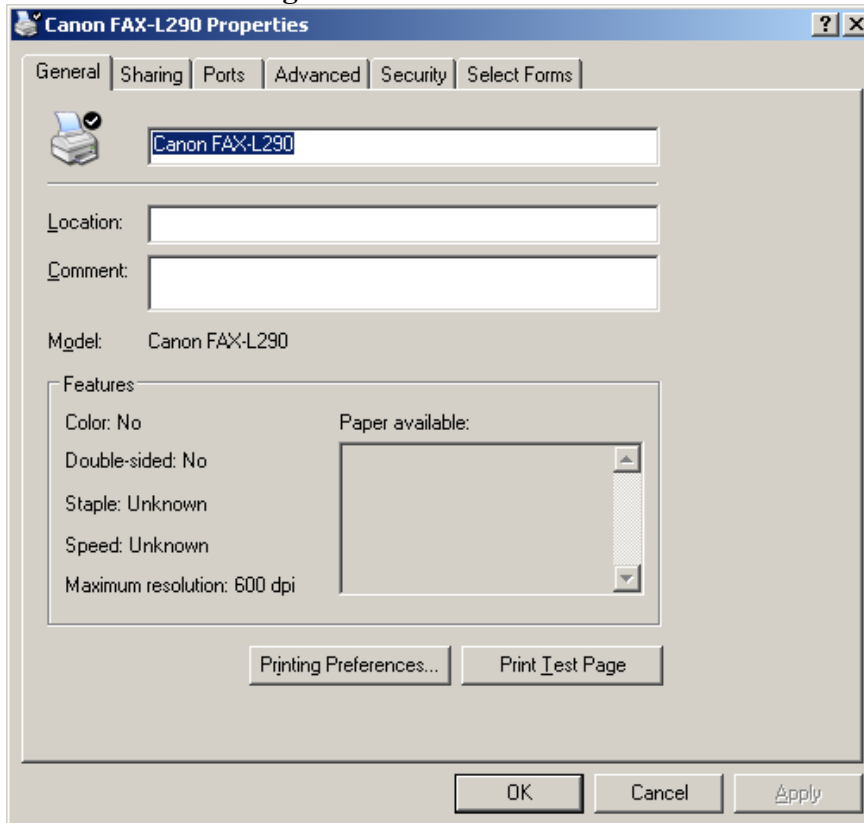 Canon FAX-L290 Properties
General Sharing Ports Advanced Security Select Forms
Canon FAX-L290
Location:
Comment:
Model: Canon FAX-L290
Features
Color: No Paper available:
Double-sided: No
Staple: Unknown
Speed: Unknown
Maximum resolution: 600 dpi
Printing Preferences... Print Test Page
OK Cancel Apply